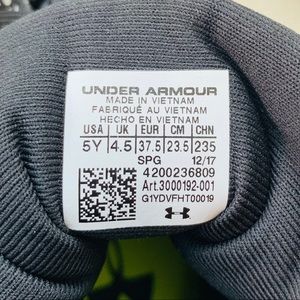 UNDER ARMOUR
MADE IN VIETNAM
FABRIQUÉ AU VIETNAM
HECHO EN VIETNAM
USA UK EUR CM CHN
5Y 4.5 37.5 23.5 235
SPG 12/17
4200236809
Art.3000192-001
G1YDVFHT00019